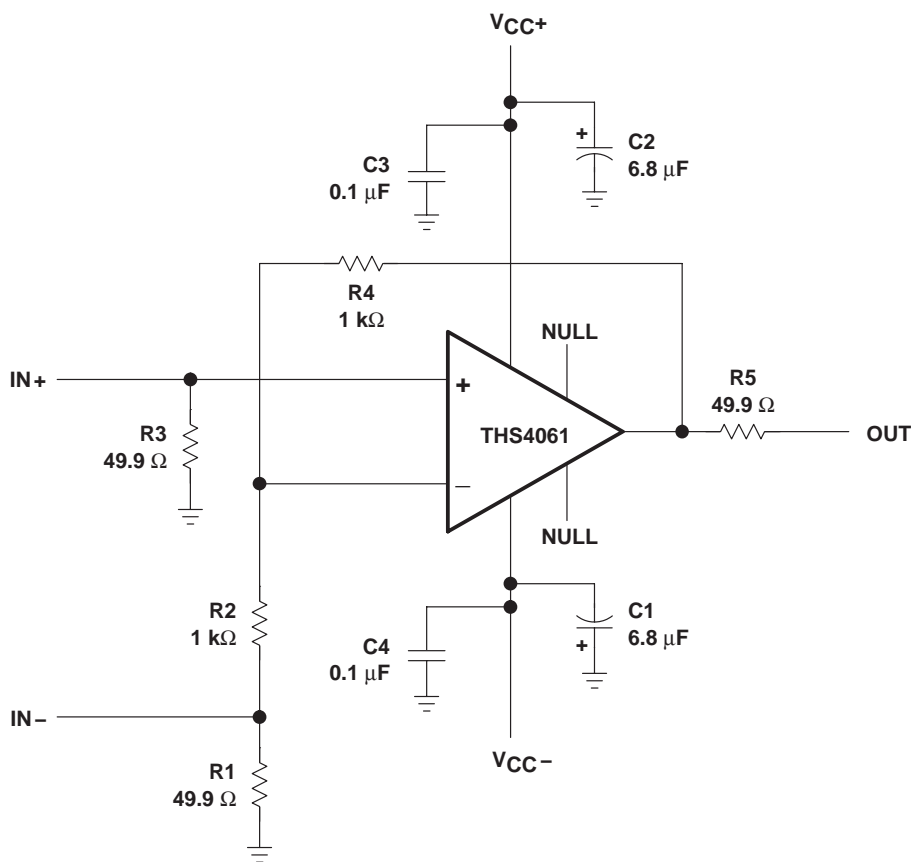 VCC+
C3
0.1 µF
+
C2
6.8 µF
R4
1 kΩ
NULL
IN+
+
R5
49.9 Ω
THS4061
OUT
R3
49.9 Ω
−
NULL
R2
1 kΩ
C4
0.1 µF
C1
6.8 µF
+
IN−
VCC−
R1
49.9 Ω